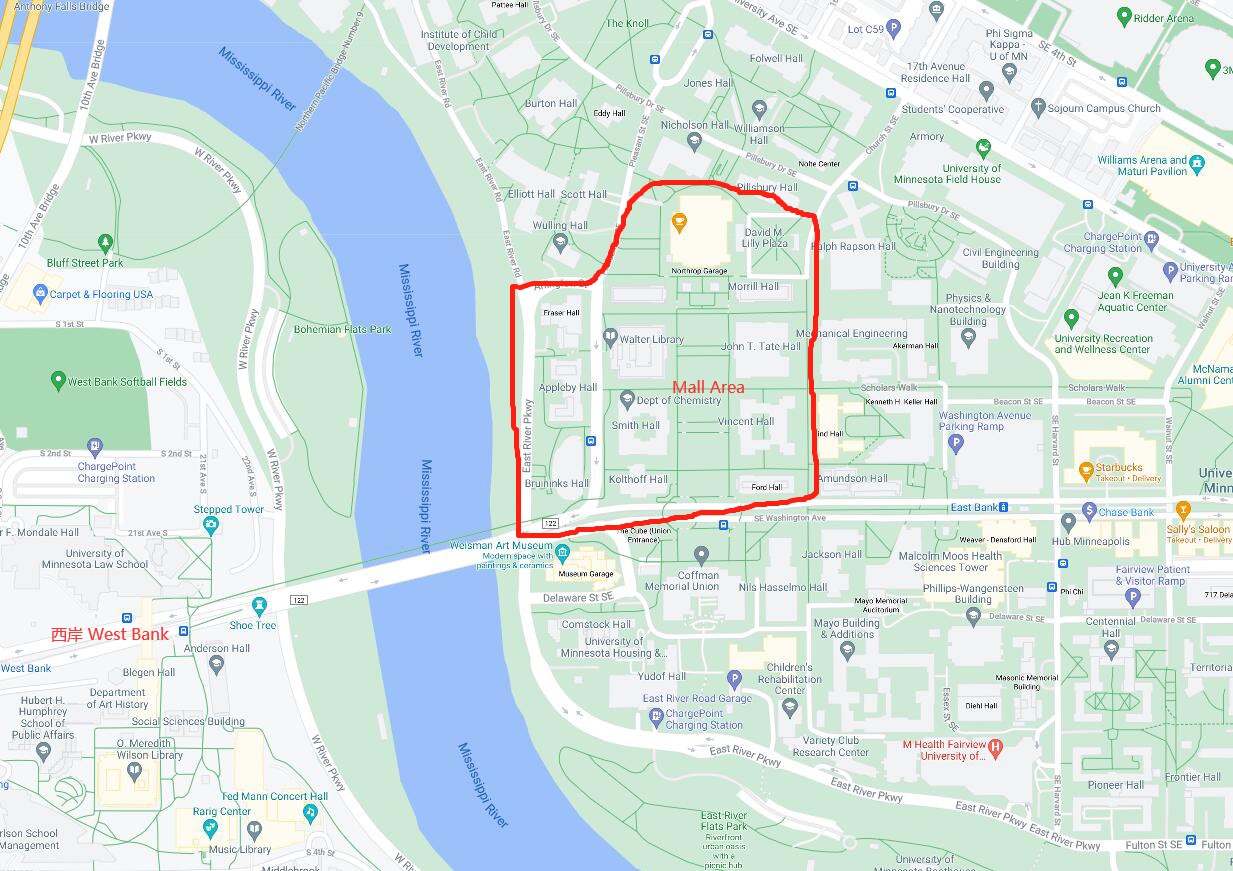 Anthony Falls Bridge
Pattee Hall
University Ave SE
Ridder Arena
The Knoll
Lot C59
SE 4th St
Institute of Child
Development
Phi Sigma
Kappa -
U of MN
Folwell Hall
Mississippi River
Northern-Pacific Bridge Number 9
10th Ave Bridge
East River Rd
Pillsbury Dr SE
17th Avenue
Residence Hall
Jones Hall
Burton Hall
Eddy Hall
Students' Cooperative
Sojourn Campus Church
Nicholson Hall
Williamson
Hall
Pleasant St SE
Church St SE
Armory
W River Pkwy
W River Pkwy
Nolte Center
Pillsbury Dr SE
University of
Minnesota Field House
Williams Arena and
Maturi Pavilion
East River Rd
Elliott Hall
Scott Hall
Pillsbury Hall
10th Ave Bridge
Pillsbury Dr SE
Wulling Hall
David M.
Lilly Plaza
Ralph Rapson Hall
ChargePoint
Charging Station
Civil Engineering
Building
Bluff Street Park
East River Rd
Northrop Garage
University A
Parking Ra
Mississippi River
Carpet & Flooring USA
Arlington
Morrill Hall
Jean K Freeman
Aquatic Center
Fraser Hall
Physics &
Nanotechnology
Building
Walnut St
S 1st St
Bohemian Flats Park
Walter Library
Mechanical Engineering
Akerman Hall
John T. Tate Hall
University
Recreation
and Wellness Center
W River Pkwy
S 1st St
West Bank Softball Fields
Appleby Hall
Mall Area
McNama
Alumni Cent
Scholars Walk
Scholars Walk
Dept of Chemistry
Kenneth H. Keller Hall
Beacon St SE
Beacon St SE
East River Pkwy
Smith Hall
Vincent Hall
Washington Avenue
Parking Ramp
SE Harvard St
Walnut St SE
ind Hall
ChargePoint
Charging Station
S 2nd St
S 2nd St
21st Ave S
22nd Ave S
W River Pkwy
Mississippi River
Bruninks Hall
Kolthoff Hall
Ford Hall
Amundson Hall
Starbucks
Takeout • Delivery
Unive
Minn
Stepped Tower
122
East Bank
Chase Bank
Sally's Saloon
Takeout • Delivery
r F. Mondale Hall
21st Ave S
SE Washington Ave
The Cube (Union
Entrance)
Weaver - Densford Hall
Hub Minneapolis
University of
Minnesota Law School
Weisman Art Museum
Modern space with
paintings & ceramics
Museum Garage
Coffman
Memorial Union
Jackson Hall
Malcolm Moos Health
Sciences Tower
Fairview Patient
& Visitor Ramp
Nils Hasselmo Hall
Phillips-Wangensteen
Building
Phi Chi
717 Del
122
Delaware St SE
Mayo Memorial
Auditorium
Shoe Tree
Comstock Hall
Mayo Building
& Additions
Centennial
Hall
Delaware St SE
西岸 West Bank
University of
Minnesota Housing &...
Anderson Hall
West Bank
Blegen Hall
Yudof Hall
Children's
Rehabilitation
Center
Territoria
Masonic Memorial
Building
Hubert H.
Humphrey
School of
Public Affairs
Department
of Art History
East River Road Garage
ChargePoint
Charging Station
Essex St SE
Diehl Hall
Social Sciences Building
O. Meredith
Wilson Library
W River Pkwy
Mississippi River
Variety Club
Research Center
M Health Fairview
University of...
East River Pkwy
Frontier Hall
Pioneer Hall
SE Harvard St
East River Pkwy
Ted Mann Concert Hall
Rarig Center
Music Library
East River Pkwy
East River Pkwy
East River
Flats Park
Riverfront
urban oasis
with a
picnic hub
rlson School
Management
S 4th St
Fulton St SE
Fulton
Middlebrook
W R
University of
Minnesota Boathouse